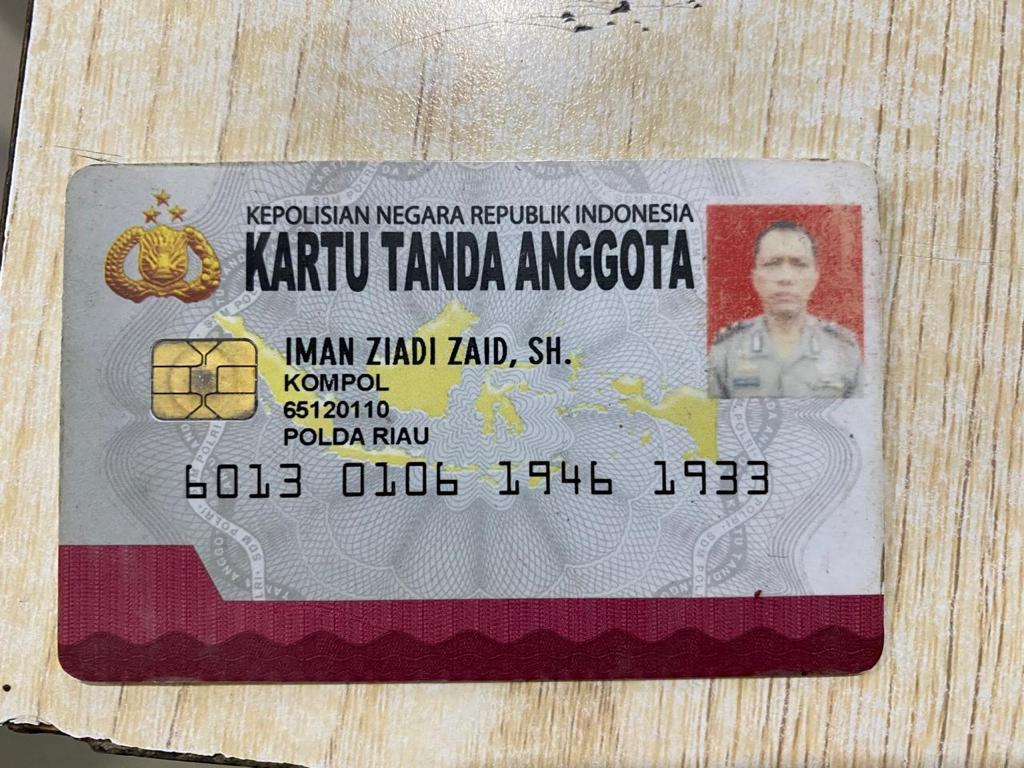 KEPOLISIAN NEGARA REPUBLIK INDONESIA
KARTU TANDA ANGGOTA
IMAN ZIADI ZAID, SH.
KOMPOL
65120110
POLDA RIAU
6013 0106 1946 1933